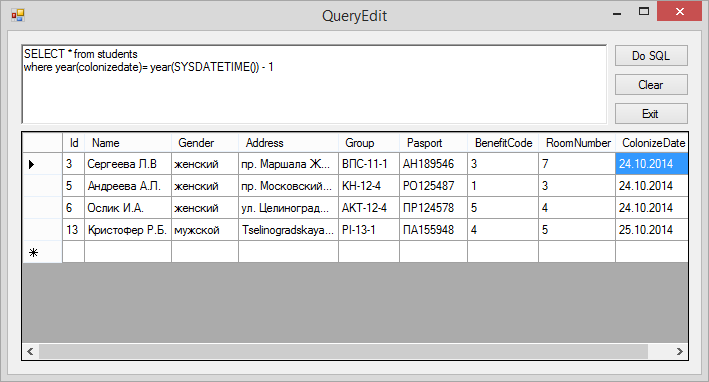 QueryEdit
SELECT * from students
where year(colonizedate)= year(SYSDATETIME()) - 1
Do SQL
Clear
Exit
Id Name Gender Address Group Pasport BenefitCode RoomNumber ColonizeDate
3 Сергеева Л.В женский пр. Маршала Ж... ВПС-11-1 АН189546 3 7 24.10.2014
5 Андреева А.П. женский пр. Московский... КН-12-4 РО125487 1 3 24.10.2014
6 Ослик И.А. женский ул. Целиноград... АКТ-12-4 ПР124578 5 4 24.10.2014
13 Кристофер Р.Б. мужской Tselinogradskaya... PI-13-1 ПА155948 4 5 25.10.2014